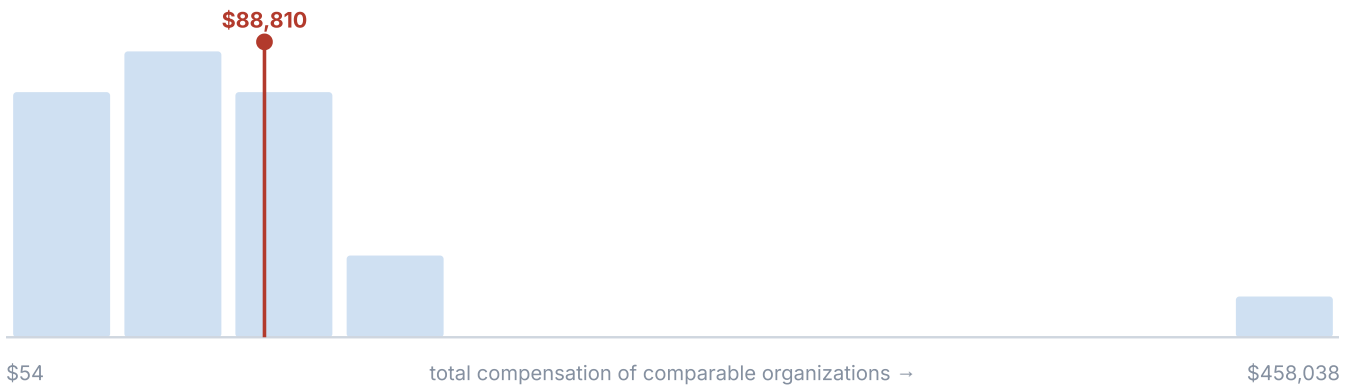 $88,810
$54 total compensation of comparable organizations → $458,038